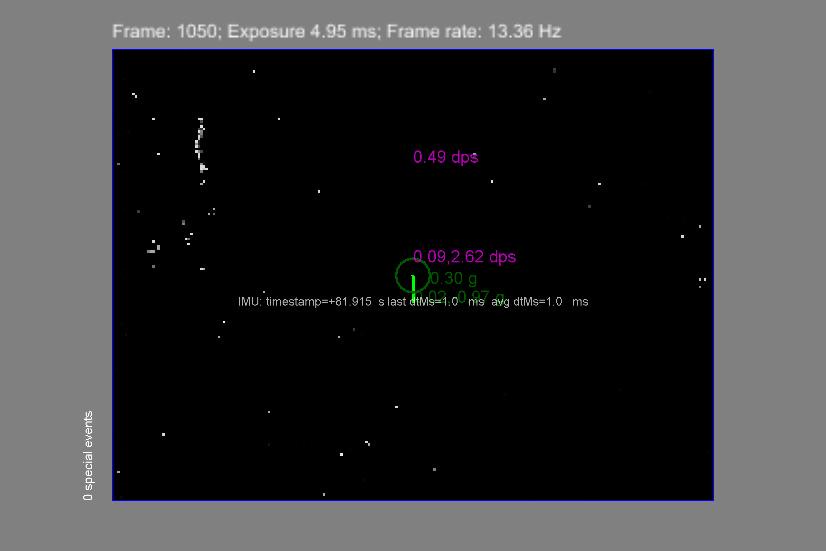 Frame: 1050; Exposure 4.95 ms; Frame rate: 13.36 Hz
0.49 dps
0.09,2.62 dps
0.30 g
IMU: timestamp=+81.915 s last dtMs=1.0 ms avg dtMs=1.0 ms
0 special events